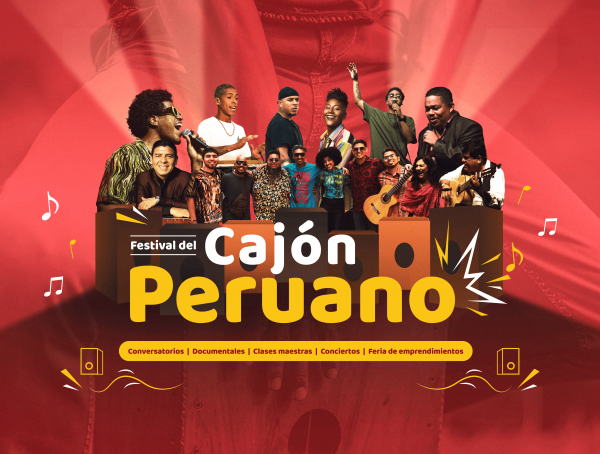 Festival del Cajón
Peruano
Conversatorios | Documentales | Clases maestras | Conciertos | Feria de emprendimientos